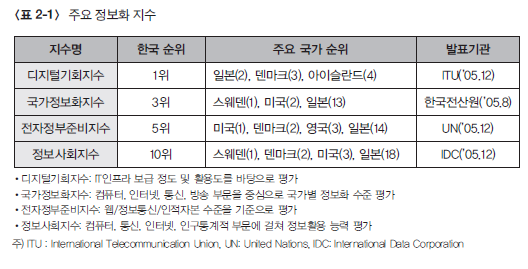 〈표 2-1〉 주요 정보화 지수
지수명 한국 순위 주요 국가 순위 발표기관
디지털기회지수 1위 일본(2), 덴마크(3), 아이슬란드(4) ITU('05.12)
국가정보화지수 3위 스웨덴(1), 미국(2), 일본(13) 한국전산원('05.8)
전자정부준비지수 5위 미국(1), 덴마크(2), 영국(3), 일본(14) UN('05.12)
정보사회지수 10위 스웨덴(1), 덴마크(2), 미국(3), 일본(18) IDC('05.12)
• 디지털기회지수: IT인프라 보급 정도 및 활용도를 바탕으로 평가
• 국가정보화지수: 컴퓨터, 인터넷, 통신, 방송 부문을 중심으로 국가별 정보화 수준 평가
• 전자정부준비지수: 웹/정보통신/인적자본 수준을 기준으로 평가
• 정보사회지수: 컴퓨터, 통신, 인터넷, 인구통계적 부문에 걸쳐 정보활용 능력 평가
주) ITU : International Telecommunication Union, UN: United Nations, IDC: International Data Corporation